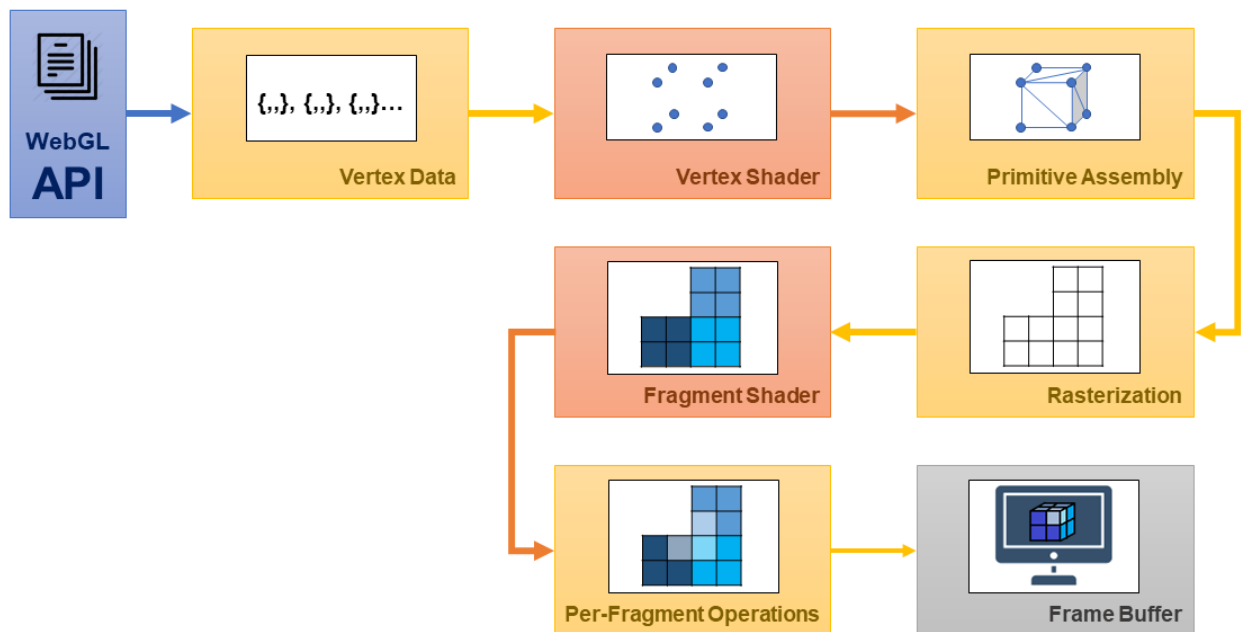 WebGL
API
{,,}, {,,}, {,,}...
Vertex Data
Vertex Shader
Primitive Assembly
Fragment Shader
Rasterization
Per-Fragment Operations
Frame Buffer